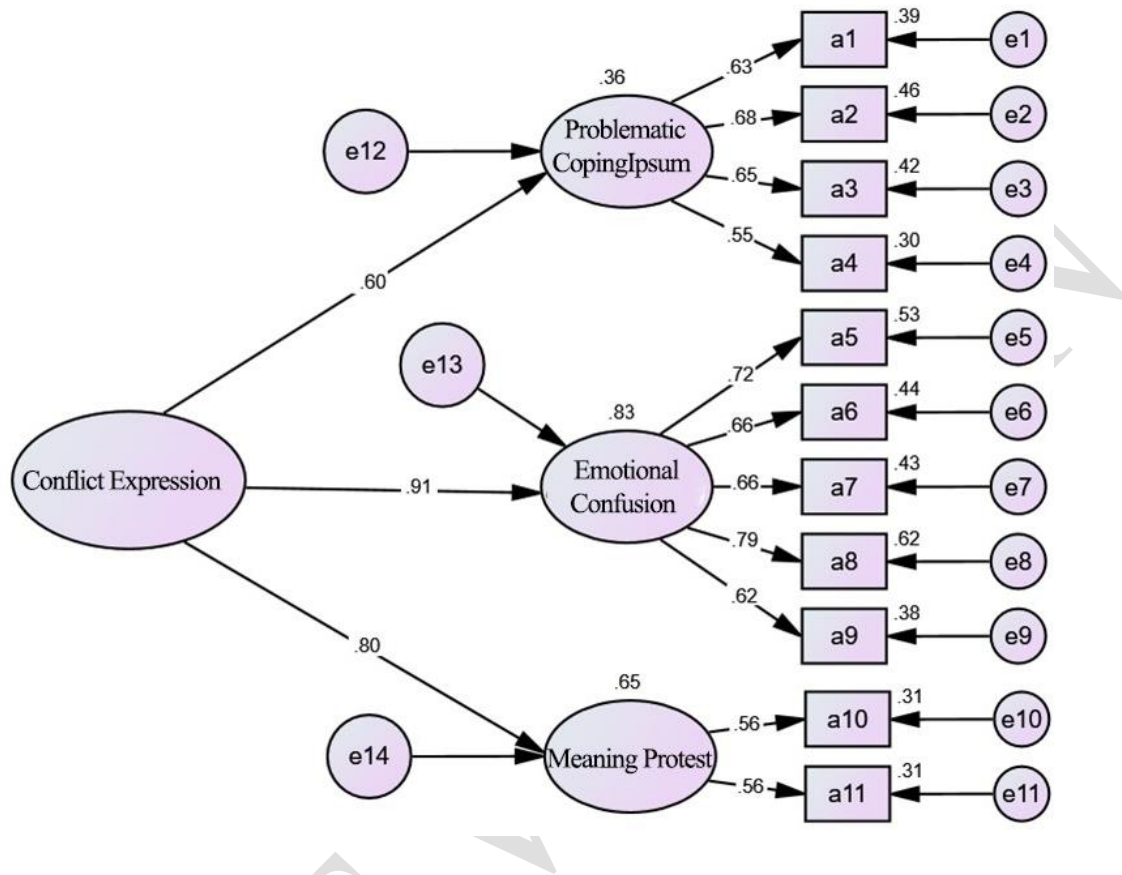 .39
a1
e1
.63
.36
.46
a2
e2
.68
Problematic
CopingIpsum
e12
.42
a3
e3
.65
.30
a4
e4
.55
.60
.53
a5
e5
.72
e13
.44
a6
e6
.66
.83
Emotional
Confusion
.43
a7
e7
.66
Conflict Expression
.91
.62
a8
e8
.79
.38
a9
e9
.62
.80
.65
.31
a10
e10
.56
Meaning Protest
e14
.31
a11
e11
.56